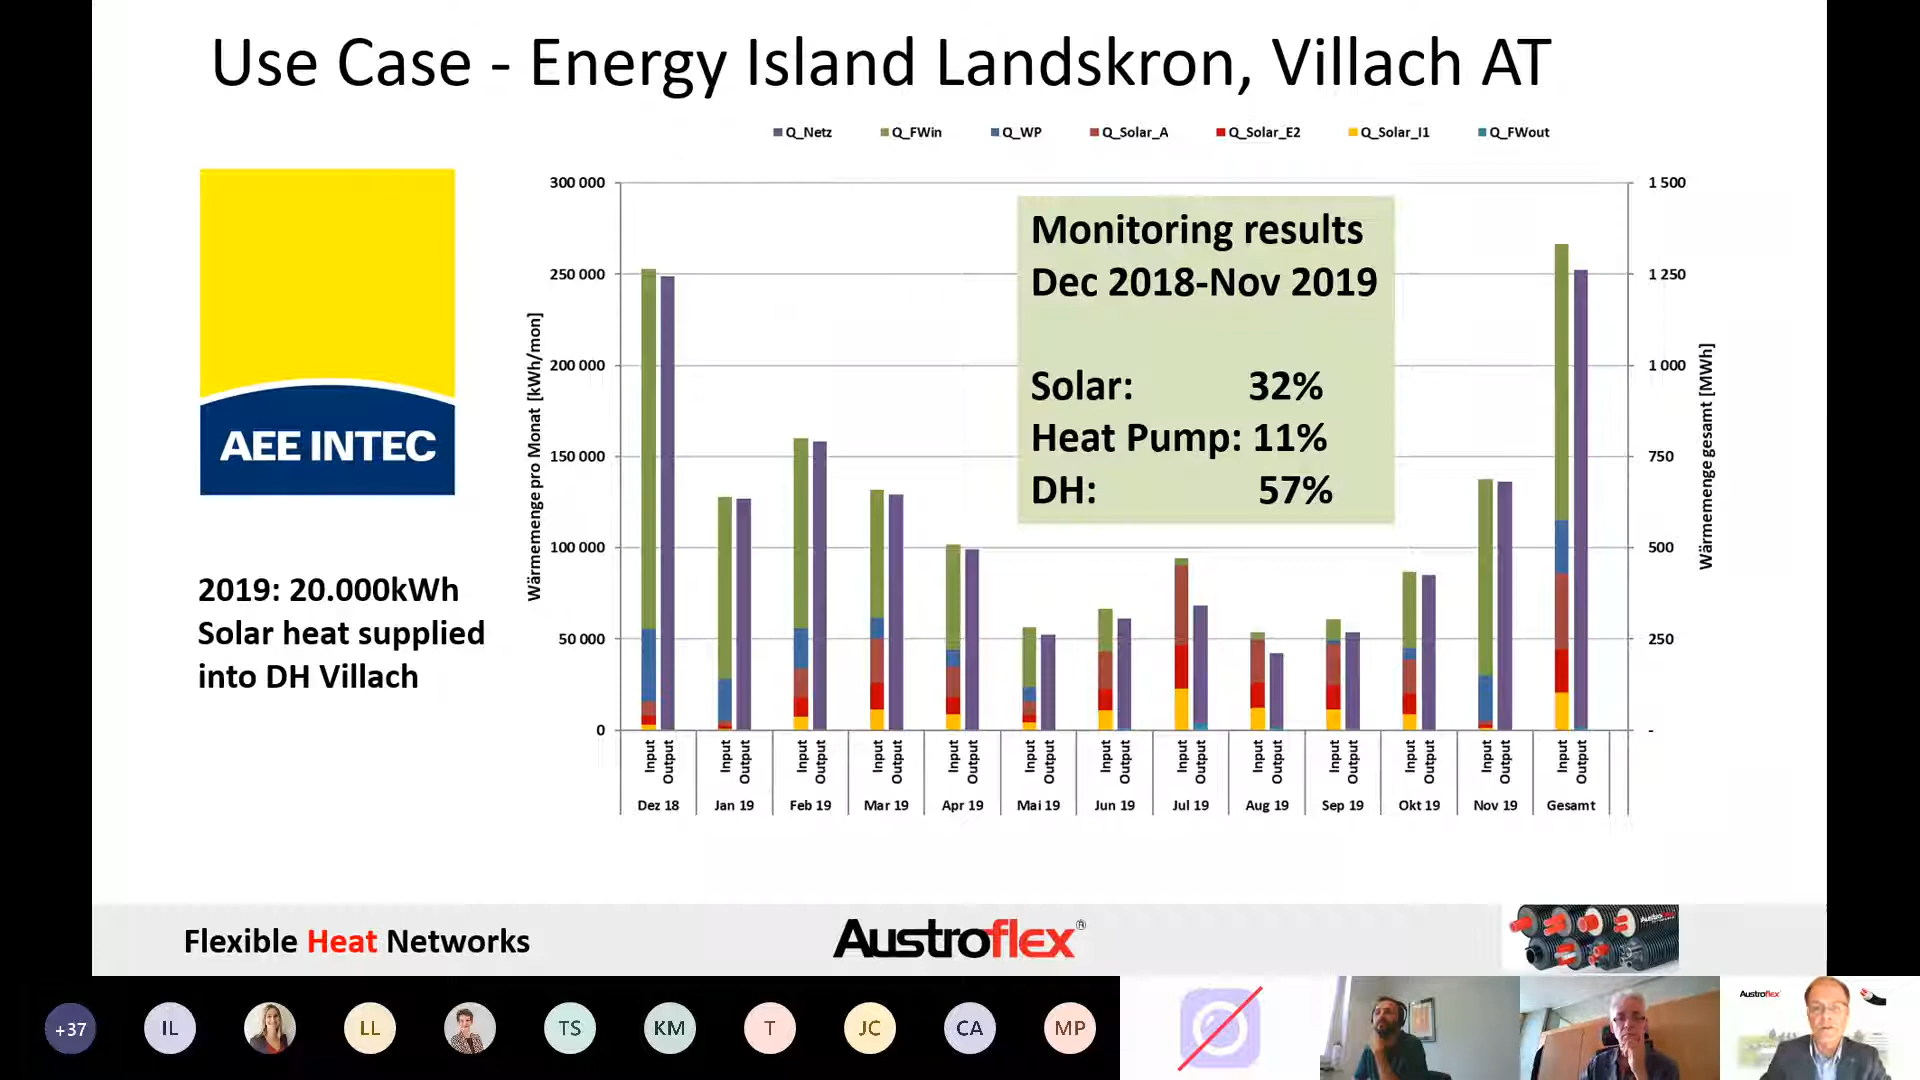 Use Case - Energy Island Landskron, Villach AT
Q_Netz Q_FWin Q_WP Q_Solar_A Q_Solar_E2 Q_Solar_I1 Q_FWout
AEE INTEC
2019: 20.000kWh
Solar heat supplied
into DH Villach
Wärmemenge pro Monat [kWh/mon]
300 000
250 000
200 000
150 000
100 000
50 000
0
Monitoring results
Dec 2018-Nov 2019
Solar: 32%
Heat Pump: 11%
DH: 57%
1 500
1 250
1 000
750
500
250
-
Wärmemenge gesamt [MWh]
Input Output Input Output Input Output Input Output Input Output Input Output Input Output Input Output Input Output Input Output Input Output Input Output Input Output
Dez 18 Jan 19 Feb 19 Mar 19 Apr 19 Mai 19 Jun 19 Jul 19 Aug 19 Sep 19 Okt 19 Nov 19 Gesamt
Flexible Heat Networks
Austroflex®
Austroflex
+37 IL LL TS KM T JC CA MP
Austroflex